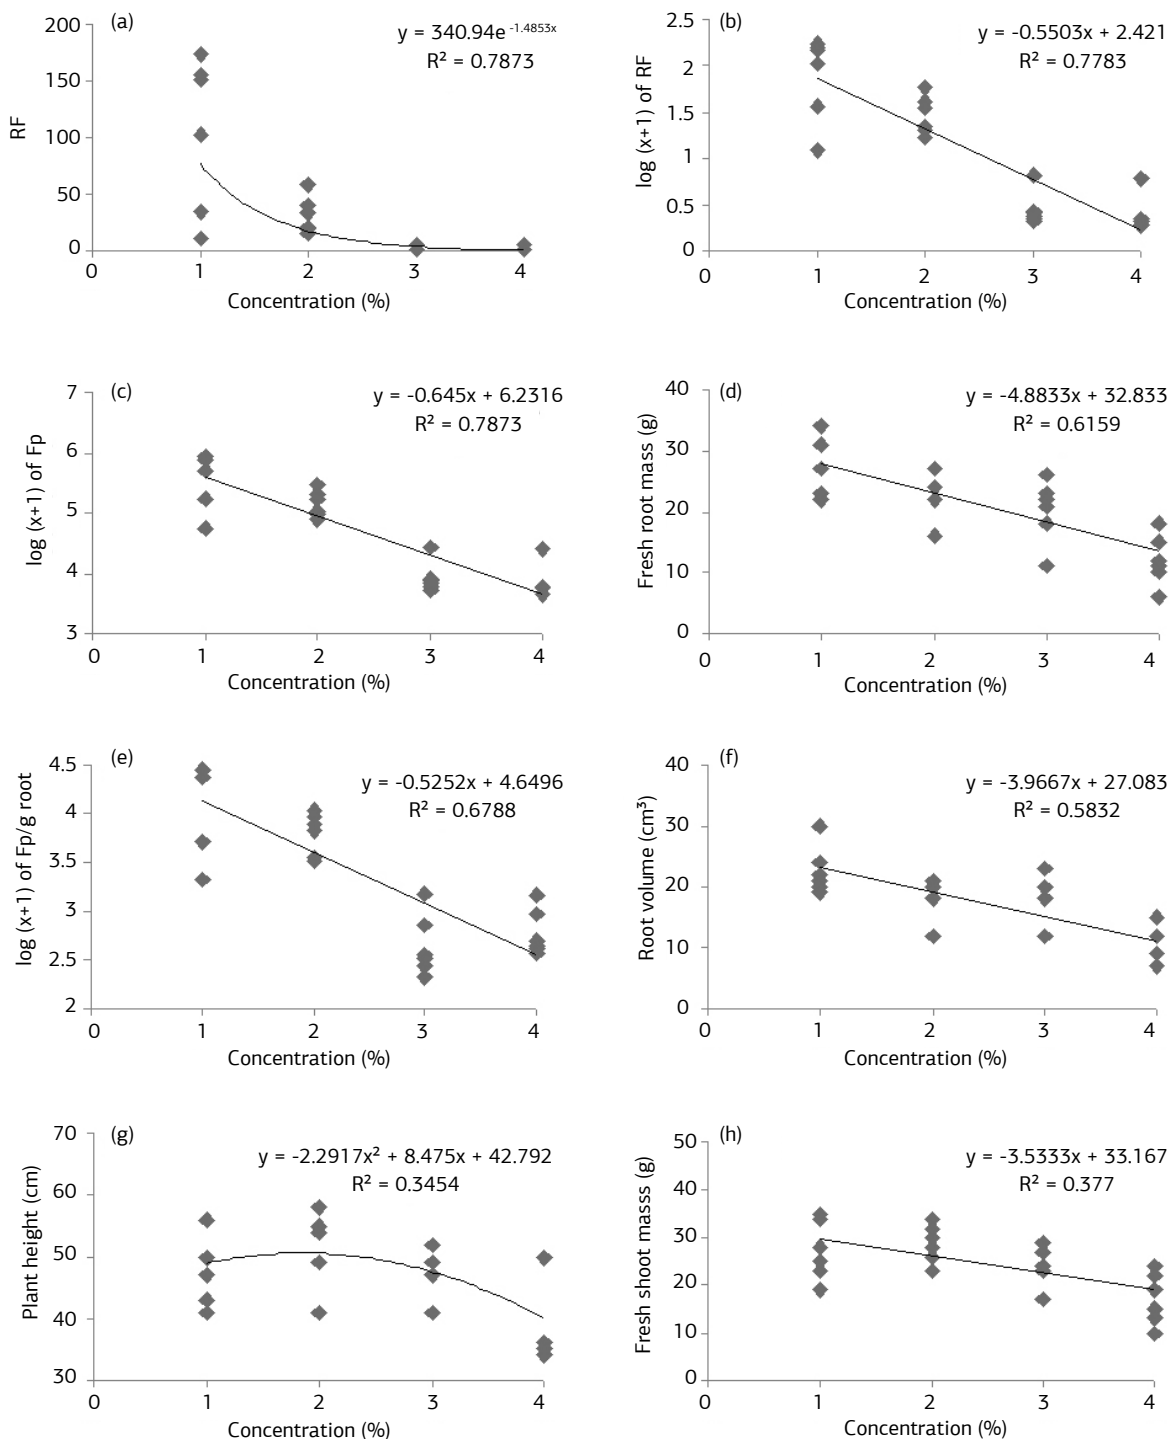 (a)
y = 340.94e^-1.4853x
R² = 0.7873
200
150
100
50
0
RF
0 1 2 3 4
Concentration (%)
(b)
y = -0.5503x + 2.421
R² = 0.7783
2.5
2
1.5
1
0.5
0
log (x+1) of RF
0 1 2 3 4
Concentration (%)
(c)
y = -0.645x + 6.2316
R² = 0.7873
7
6
5
4
3
log (x+1) of Fp
0 1 2 3 4
Concentration (%)
(d)
y = -4.8833x + 32.833
R² = 0.6159
40
30
20
10
0
Fresh root mass (g)
0 1 2 3 4
Concentration (%)
(e)
y = -0.5252x + 4.6496
R² = 0.6788
4.5
4
3.5
3
2.5
2
log (x+1) of Fp/g root
0 1 2 3 4
Concentration (%)
(f)
y = -3.9667x + 27.083
R² = 0.5832
40
30
20
10
0
Root volume (cm³)
0 1 2 3 4
Concentration (%)
(g)
y = -2.2917x² + 8.475x + 42.792
R² = 0.3454
70
60
50
40
30
Plant height (cm)
0 1 2 3 4
Concentration (%)
(h)
y = -3.5333x + 33.167
R² = 0.377
50
40
30
20
10
0
Fresh shoot masss (g)
0 1 2 3 4
Concentration (%)